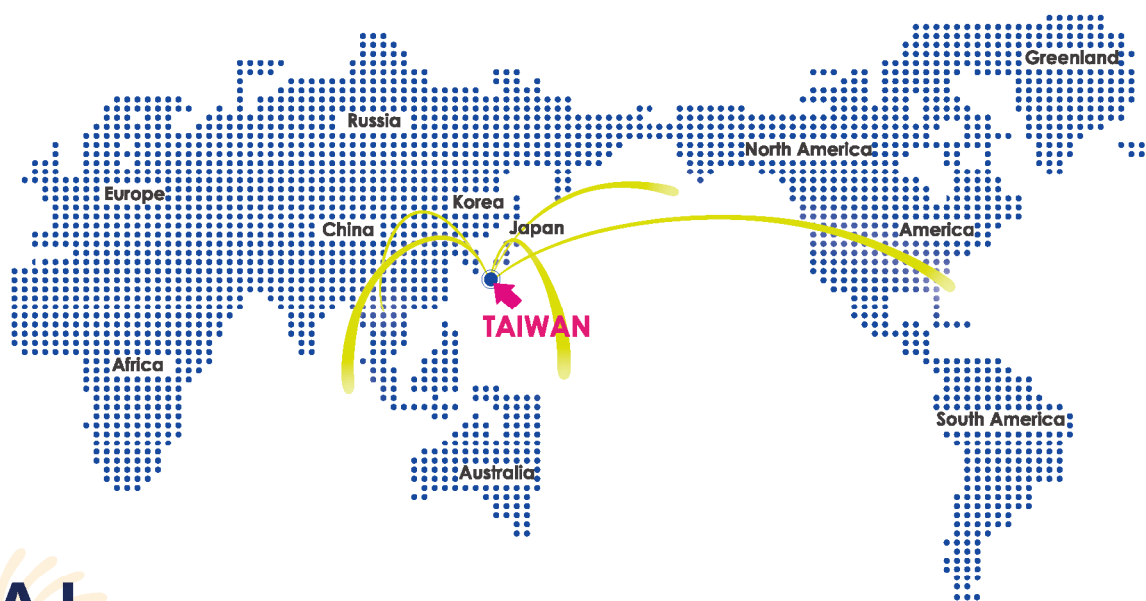 Greenland
Russia
North America
Europe
Korea
China
Japan
America
TAIWAN
Africa
South America
Australia